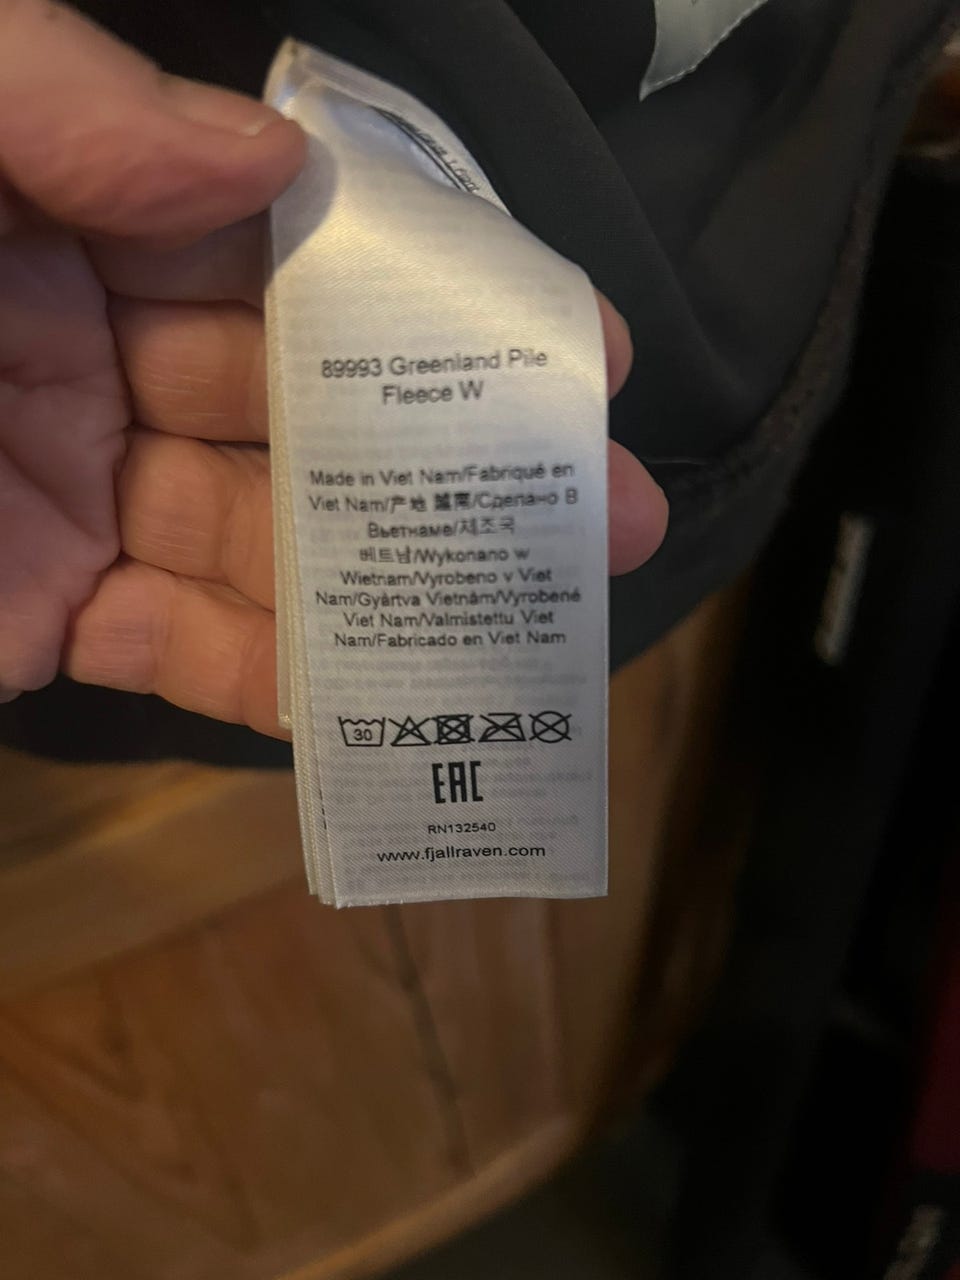 89993 Greenland Pile
Fleece W
Made in Viet Nam/Fabriqué en
Viet Nam/产地 越南/Сделано В
Вьетнаме/제조국
베트남/Wykonano w
Wietnam/Vyrobeno v Viet
Nam/Gyártva Vietnám/Vyrobené
Viet Nam/Valmistettu Viet
Nam/Fabricado en Viet Nam
30
EAC
RN132540
www.fjallraven.com